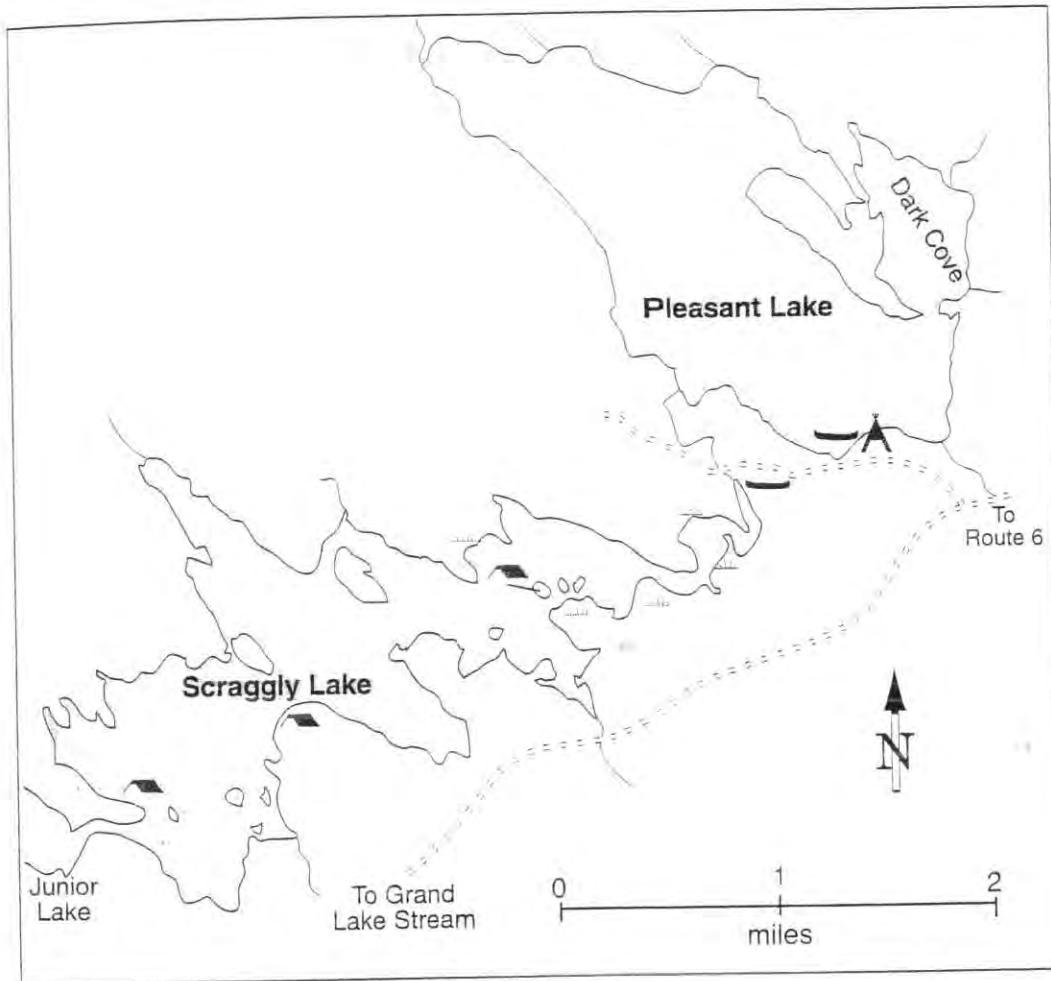 Dark Cove
Pleasant Lake
To
Route 6
Scraggly Lake
N
Junior
Lake
To Grand
Lake Stream
0 1 2
miles